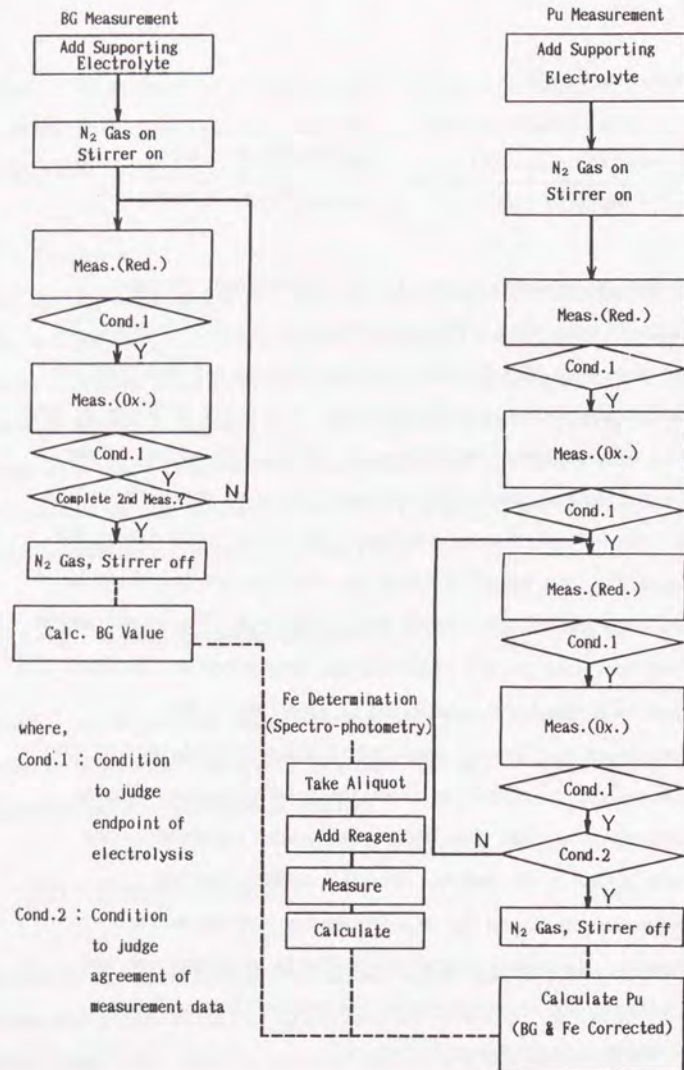 BG Measurement
Add Supporting
Electrolyte
N₂ Gas on
Stirrer on
Meas.(Red.)
Cond.1
Y
Meas.(Ox.)
Cond.1
Y
Complete 2nd Meas.?
N
Y
N₂ Gas, Stirrer off
Calc. BG Value
where,
Cond.1 : Condition
to judge
endpoint of
electrolysis
Cond.2 : Condition
to judge
agreement of
measurement data
Fe Determination
(Spectro-photometry)
Take Aliquot
Add Reagent
Measure
Calculate
Pu Measurement
Add Supporting
Electrolyte
N₂ Gas on
Stirrer on
Meas.(Red.)
Cond.1
Y
Meas.(Ox.)
Cond.1
Y
Meas.(Red.)
Cond.1
Y
Meas.(Ox.)
Cond.1
Y
N
Cond.2
Y
N₂ Gas, Stirrer off
Calculate Pu
(BG & Fe Corrected)